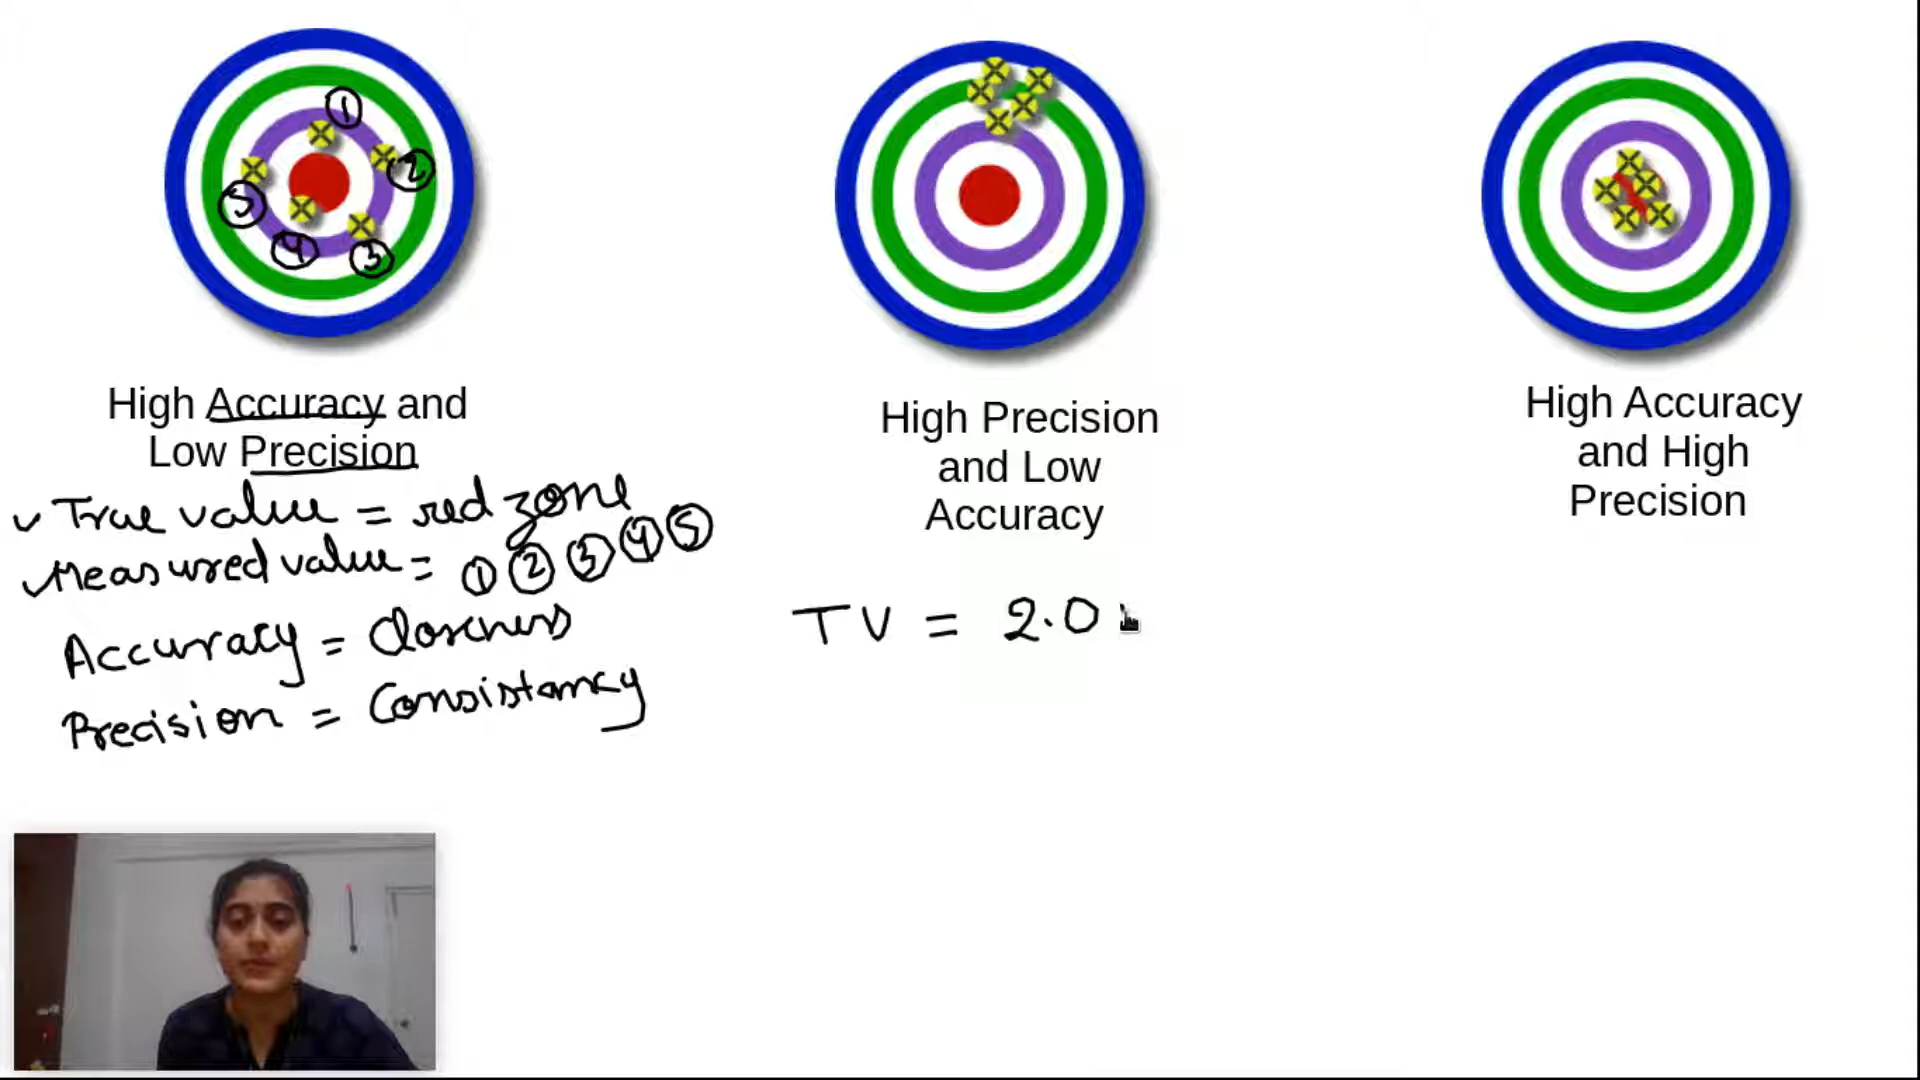 ① ② ③ ④ ⑤
High Accuracy and
Low Precision
✓ True value = red zone
✓ Measured value = ① ② ③ ④ ⑤
Accuracy = Closeness
Precision = Consistancy
High Precision
and Low
Accuracy
TV = 2.0
High Accuracy
and High
Precision